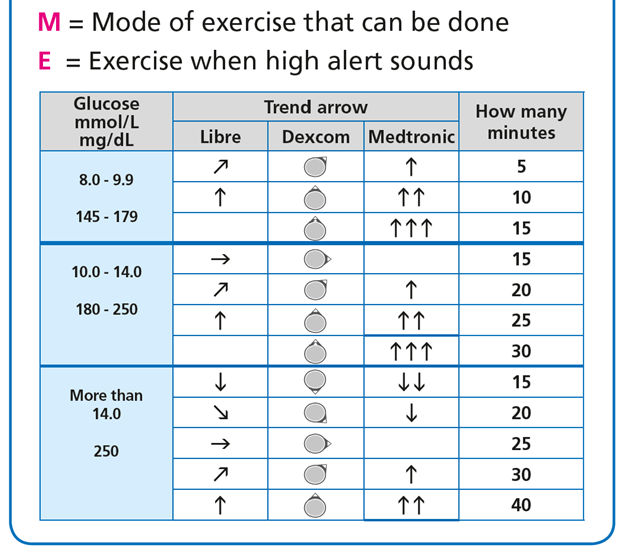 M = Mode of exercise that can be done
E = Exercise when high alert sounds
Glucose
mmol/L
mg/dL
Trend arrow
How many
minutes
Libre Dexcom Medtronic
8.0 - 9.9
145 - 179
↗ ↑ 5
↑ ↑↑ 10
↑↑↑ 15
10.0 - 14.0
180 - 250
→ 15
↗ ↑ 20
↑ ↑↑ 25
↑↑↑ 30
More than
14.0
250
↓ ↓↓ 15
↘ ↓ 20
→ 25
↗ ↑ 30
↑ ↑↑ 40